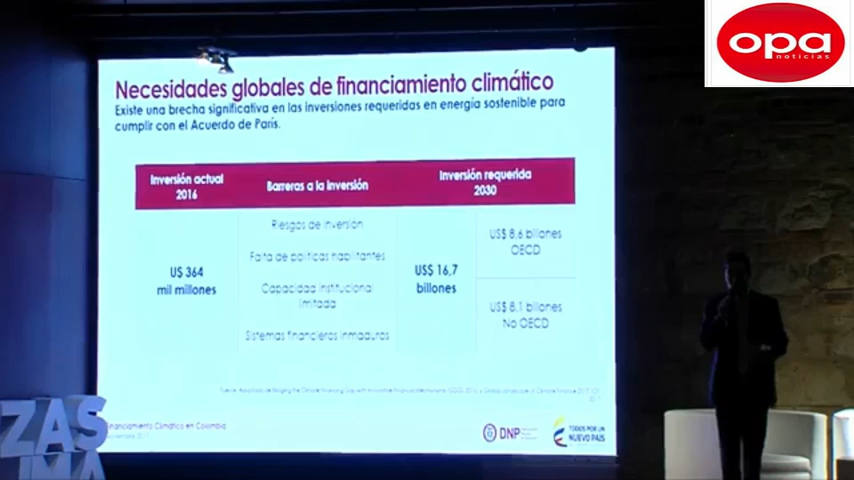 opa
noticias
Necesidades globales de financiamiento climático
Existe una brecha significativa en las inversiones requeridas en energía sostenible para
cumplir con el Acuerdo de París.
Inversión actual
2016
Barreras a la inversión
Inversión requerida
2030
U$ 364
mil millones
Riesgos de inversión
Falta de políticas habilitantes
Capacidad institucional
limitada
Sistemas financieros inmaduros
US$ 16,7
billones
US$ 8,6 billones
OECD
US$ 8,1 billones
No OECD
Financiamiento Climático en Colombia
DNP
TODOS POR UN
NUEVO PAÍS
ZAS